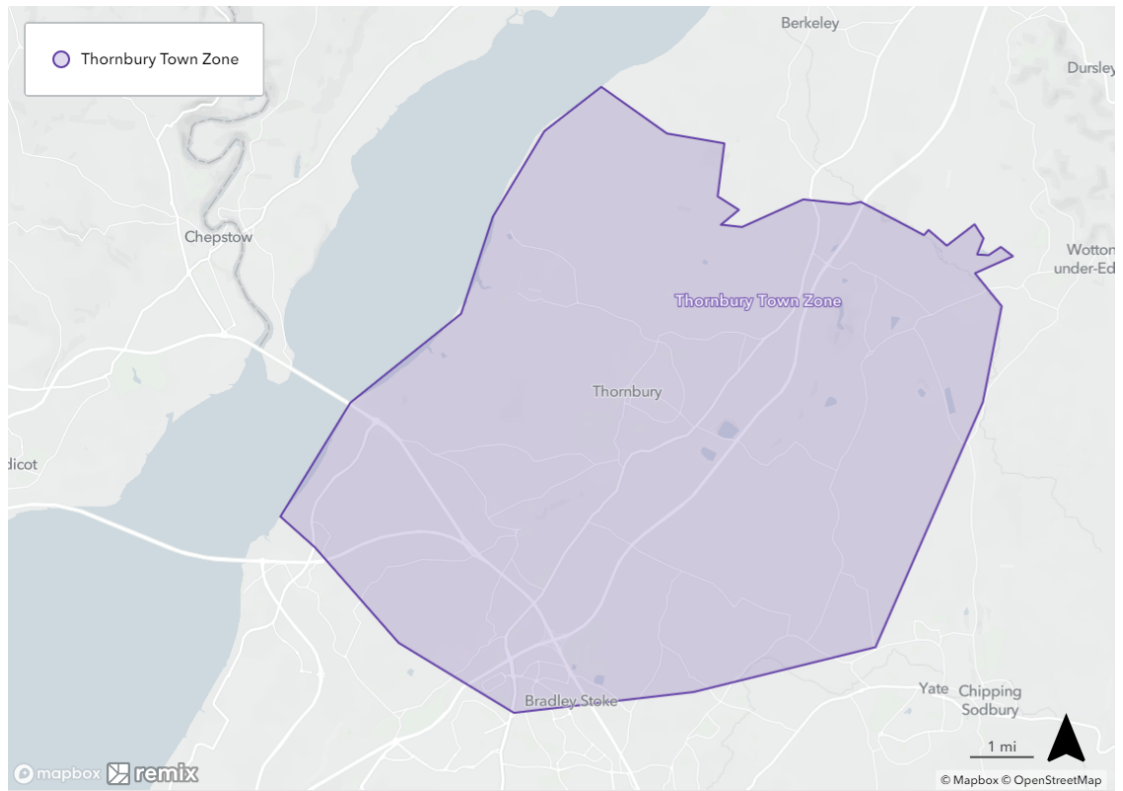 Thornbury Town Zone
Berkeley
Dursley
Chepstow
Wotton
under-Ed
Thornbury Town Zone
Thornbury
dicot
Bradley Stoke
Yate
Chipping
Sodbury
1 mi
mapbox remix
© Mapbox © OpenStreetMap